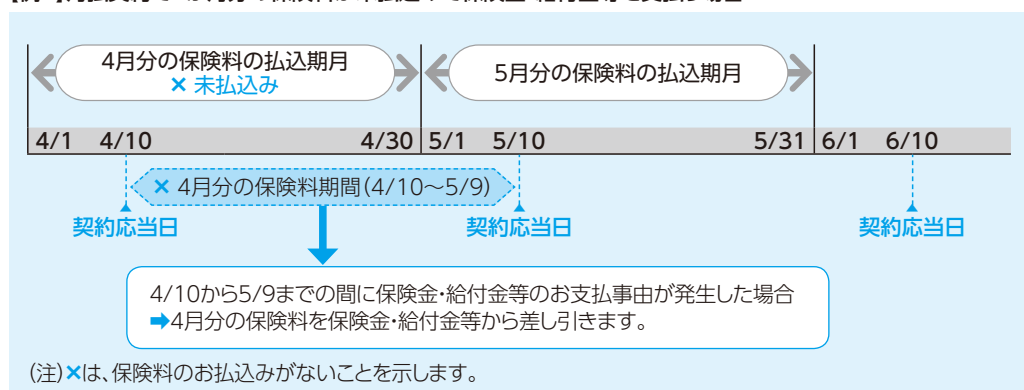 4月分の保険料の払込期月
× 未払込み
5月分の保険料の払込期月
4/1 4/10 4/30 5/1 5/10 5/31 6/1 6/10
× 4月分の保険料期間(4/10～5/9)
契約応当日 契約応当日 契約応当日
4/10から5/9までの間に保険金・給付金等のお支払事由が発生した場合
➡4月分の保険料を保険金・給付金等から差し引きます。
(注)×は、保険料のお払込みがないことを示します。